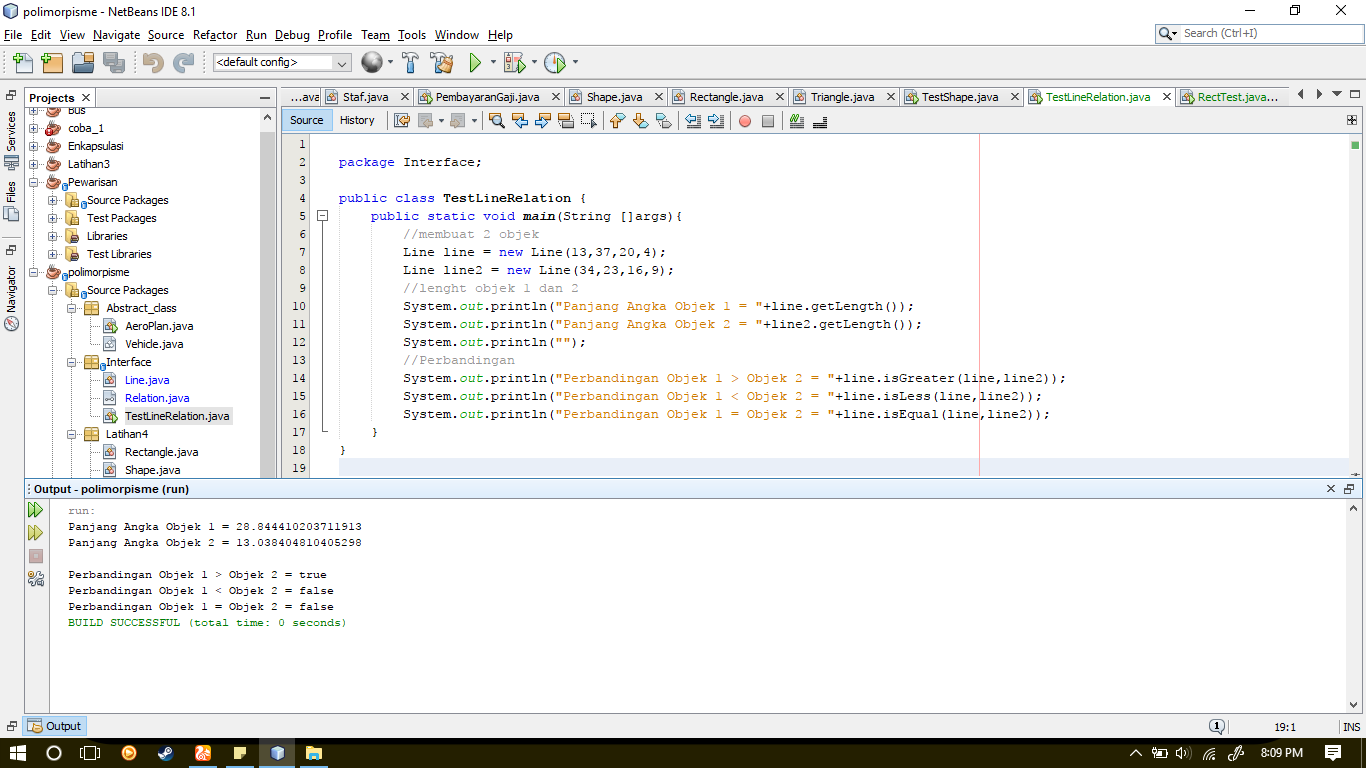 polimorpisme - NetBeans IDE 8.1
File Edit View Navigate Source Refactor Run Debug Profile Team Tools Window Help
Search (Ctrl+I)
<default config>
Projects
...ava Staf.java PembayaranGaji.java Shape.java Rectangle.java Triangle.java TestShape.java TestLineRelation.java RectTest.java...
Source History
Services
Files
Navigator
Bus
coba_1
Enkapsulasi
Latihan3
Pewarisan
Source Packages
Test Packages
Libraries
Test Libraries
polimorpisme
Source Packages
Abstract_class
AeroPlan.java
Vehicle.java
Interface
Line.java
Relation.java
TestLineRelation.java
Latihan4
Rectangle.java
Shape.java
1
2 package Interface;
3
4 public class TestLineRelation {
5 public static void main(String []args){
6 //membuat 2 objek
7 Line line = new Line(13,37,20,4);
8 Line line2 = new Line(34,23,16,9);
9 //lenght objek 1 dan 2
10 System.out.println("Panjang Angka Objek 1 = "+line.getLength());
11 System.out.println("Panjang Angka Objek 2 = "+line2.getLength());
12 System.out.println("");
13 //Perbandingan
14 System.out.println("Perbandingan Objek 1 > Objek 2 = "+line.isGreater(line,line2));
15 System.out.println("Perbandingan Objek 1 < Objek 2 = "+line.isLess(line,line2));
16 System.out.println("Perbandingan Objek 1 = Objek 2 = "+line.isEqual(line,line2));
17 }
18 }
19
Output - polimorpisme (run)
run:
Panjang Angka Objek 1 = 28.844410203711913
Panjang Angka Objek 2 = 13.038404810405298
Perbandingan Objek 1 > Objek 2 = true
Perbandingan Objek 1 < Objek 2 = false
Perbandingan Objek 1 = Objek 2 = false
BUILD SUCCESSFUL (total time: 0 seconds)
Output
1
19:1
INS
8:09 PM